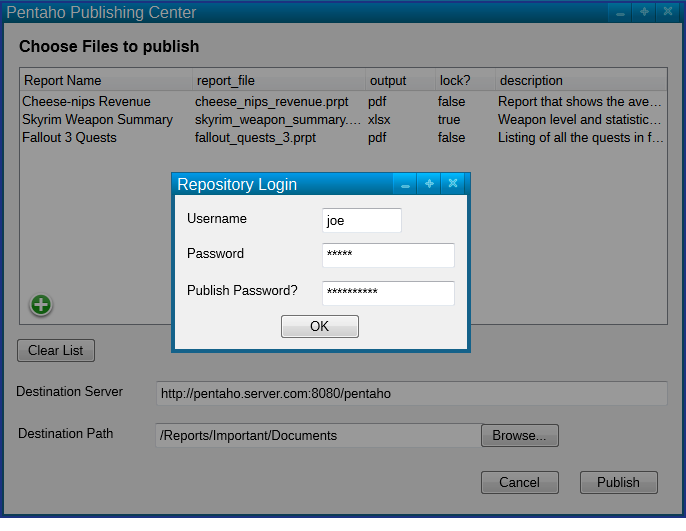 Pentaho Publishing Center
Choose Files to publish
Report Name report_file output lock? description
Cheese-nips Revenue cheese_nips_revenue.prpt pdf false Report that shows the ave...
Skyrim Weapon Summary skyrim_weapon_summary.... xlsx true Weapon level and statistic...
Fallout 3 Quests fallout_quests_3.prpt pdf false Listing of all the quests in f...
Repository Login
Username joe
Password *****
Publish Password? **********
OK
Clear List
Destination Server http://pentaho.server.com:8080/pentaho
Destination Path /Reports/Important/Documents Browse...
Cancel Publish